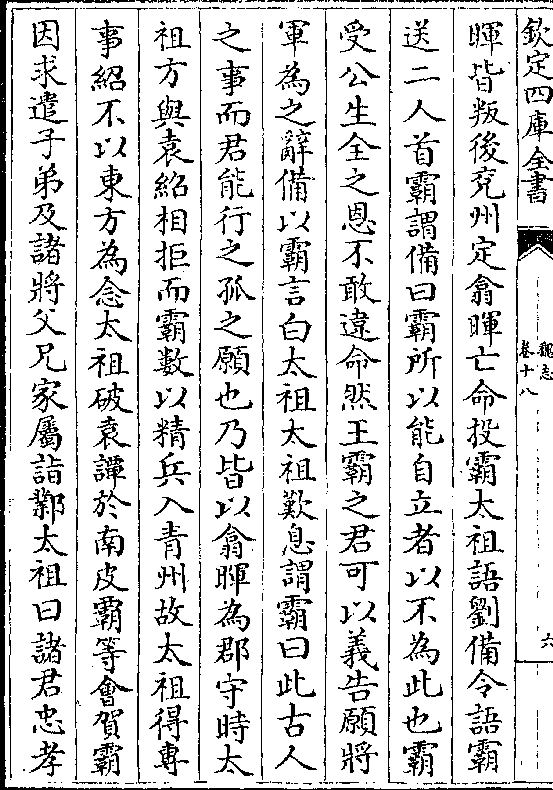 欽定四庫全書
魏志
卷十八
六
暉皆叛後兖州定翕暉亡命投霸太祖語劉備令語霸
送二人首霸謂備曰霸所以能自立者以不為此也霸
受公生全之恩不敢違命然王霸之君可以義告願將
軍為之辭備以霸言白太祖太祖歎息謂霸曰此古人
之事而君能行之孤之願也乃皆以翕暉為郡守時太
祖方與袁紹相拒而霸數以精兵入青州故太祖得專
事紹不以東方為念太祖破袁譚於南皮霸等會賀霸
因求遣子弟及諸將父兄家屬詣鄴太祖曰諸君忠孝